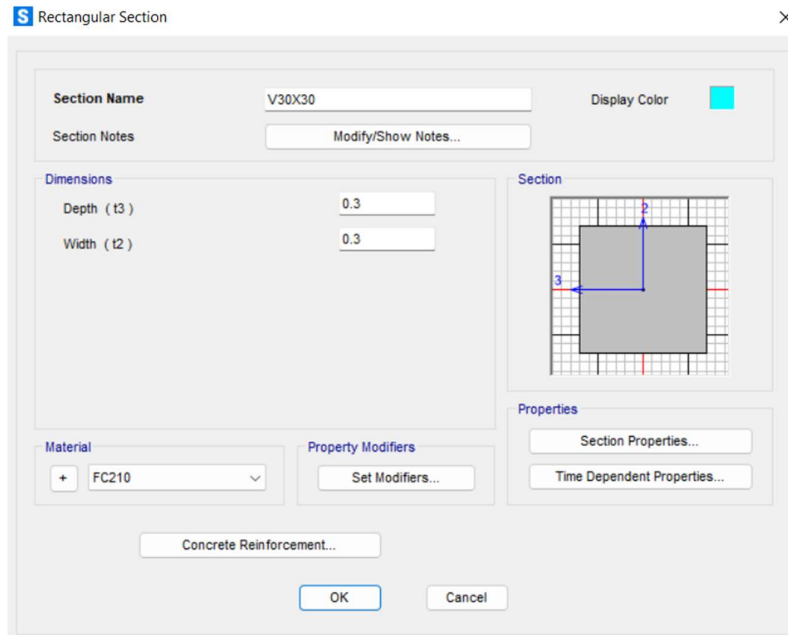 S Rectangular Section
Section Name V30X30 Display Color
Section Notes Modify/Show Notes...
Dimensions
Depth ( t3 ) 0.3
Width ( t2 ) 0.3
Section
2
3
Properties
Section Properties...
Time Dependent Properties...
Material
+ FC210
Property Modifiers
Set Modifiers...
Concrete Reinforcement...
OK Cancel